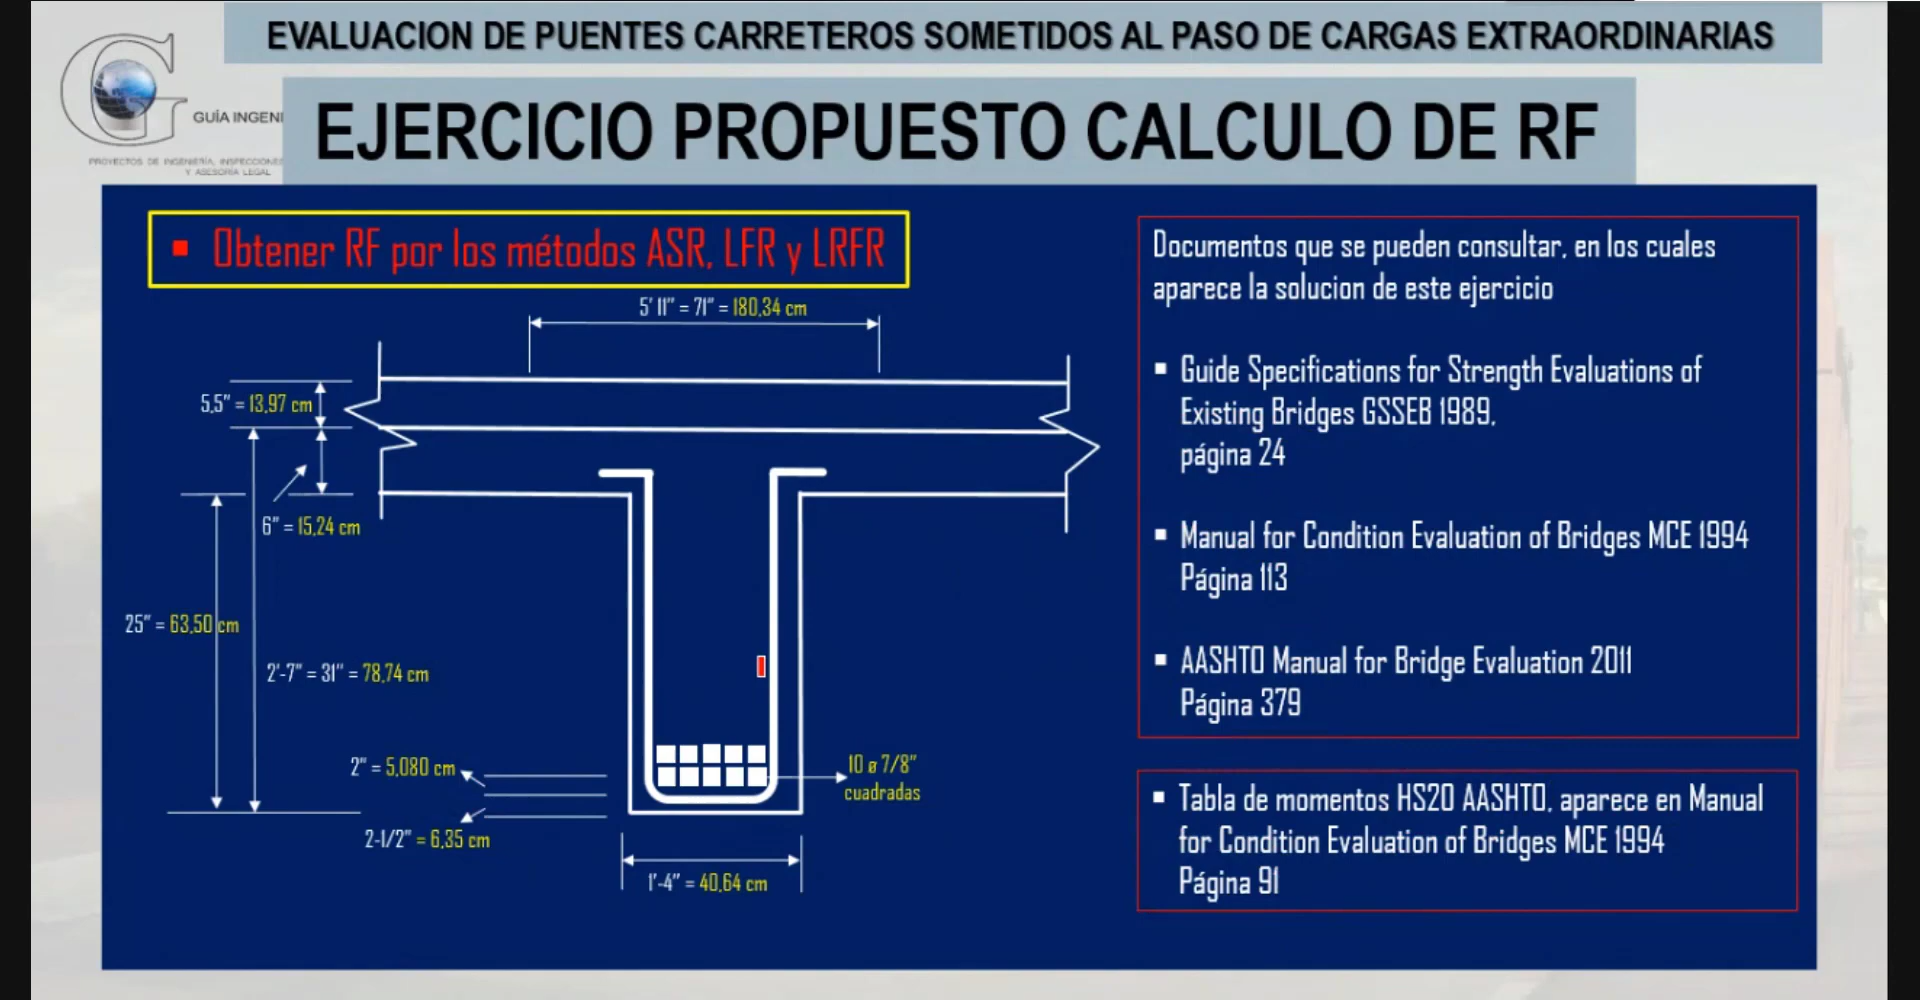 EVALUACION DE PUENTES CARRETEROS SOMETIDOS AL PASO DE CARGAS EXTRAORDINARIAS
G
GUÍA INGENI
PROYECTOS DE INGENIERÍA, INSPECCIONE
Y ASESORÍA LEGAL
EJERCICIO PROPUESTO CALCULO DE RF
▪ Obtener RF por los métodos ASR, LFR y LRFR
5' 11" = 71" = 180,34 cm
5,5" = 13,97 cm
6" = 15,24 cm
25" = 63,50 cm
2'-7" = 31" = 78,74 cm
2" = 5,080 cm
2-1/2" = 6,35 cm
10 ø 7/8"
cuadradas
1'-4" = 40,64 cm
Documentos que se pueden consultar, en los cuales
aparece la solucion de este ejercicio
▪ Guide Specifications for Strength Evaluations of
Existing Bridges GSSEB 1989,
página 24
▪ Manual for Condition Evaluation of Bridges MCE 1994
Página 113
▪ AASHTO Manual for Bridge Evaluation 2011
Página 379
▪ Tabla de momentos HS20 AASHTO, aparece en Manual
for Condition Evaluation of Bridges MCE 1994
Página 91